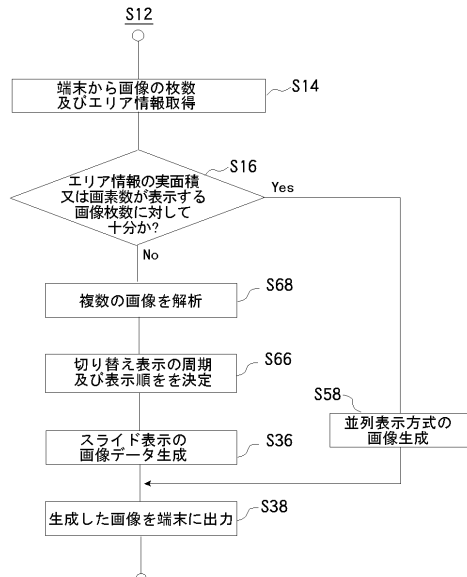 S12
端末から画像の枚数
及びエリア情報取得
S14
S16
エリア情報の実面積
又は画素数が表示する
画像枚数に対して
十分か?
Yes
No
S68
複数の画像を解析
S66
切り替え表示の周期
及び表示順をを決定
S58
並列表示方式の
画像生成
スライド表示の
画像データ生成
S36
生成した画像を端末に出力
S38